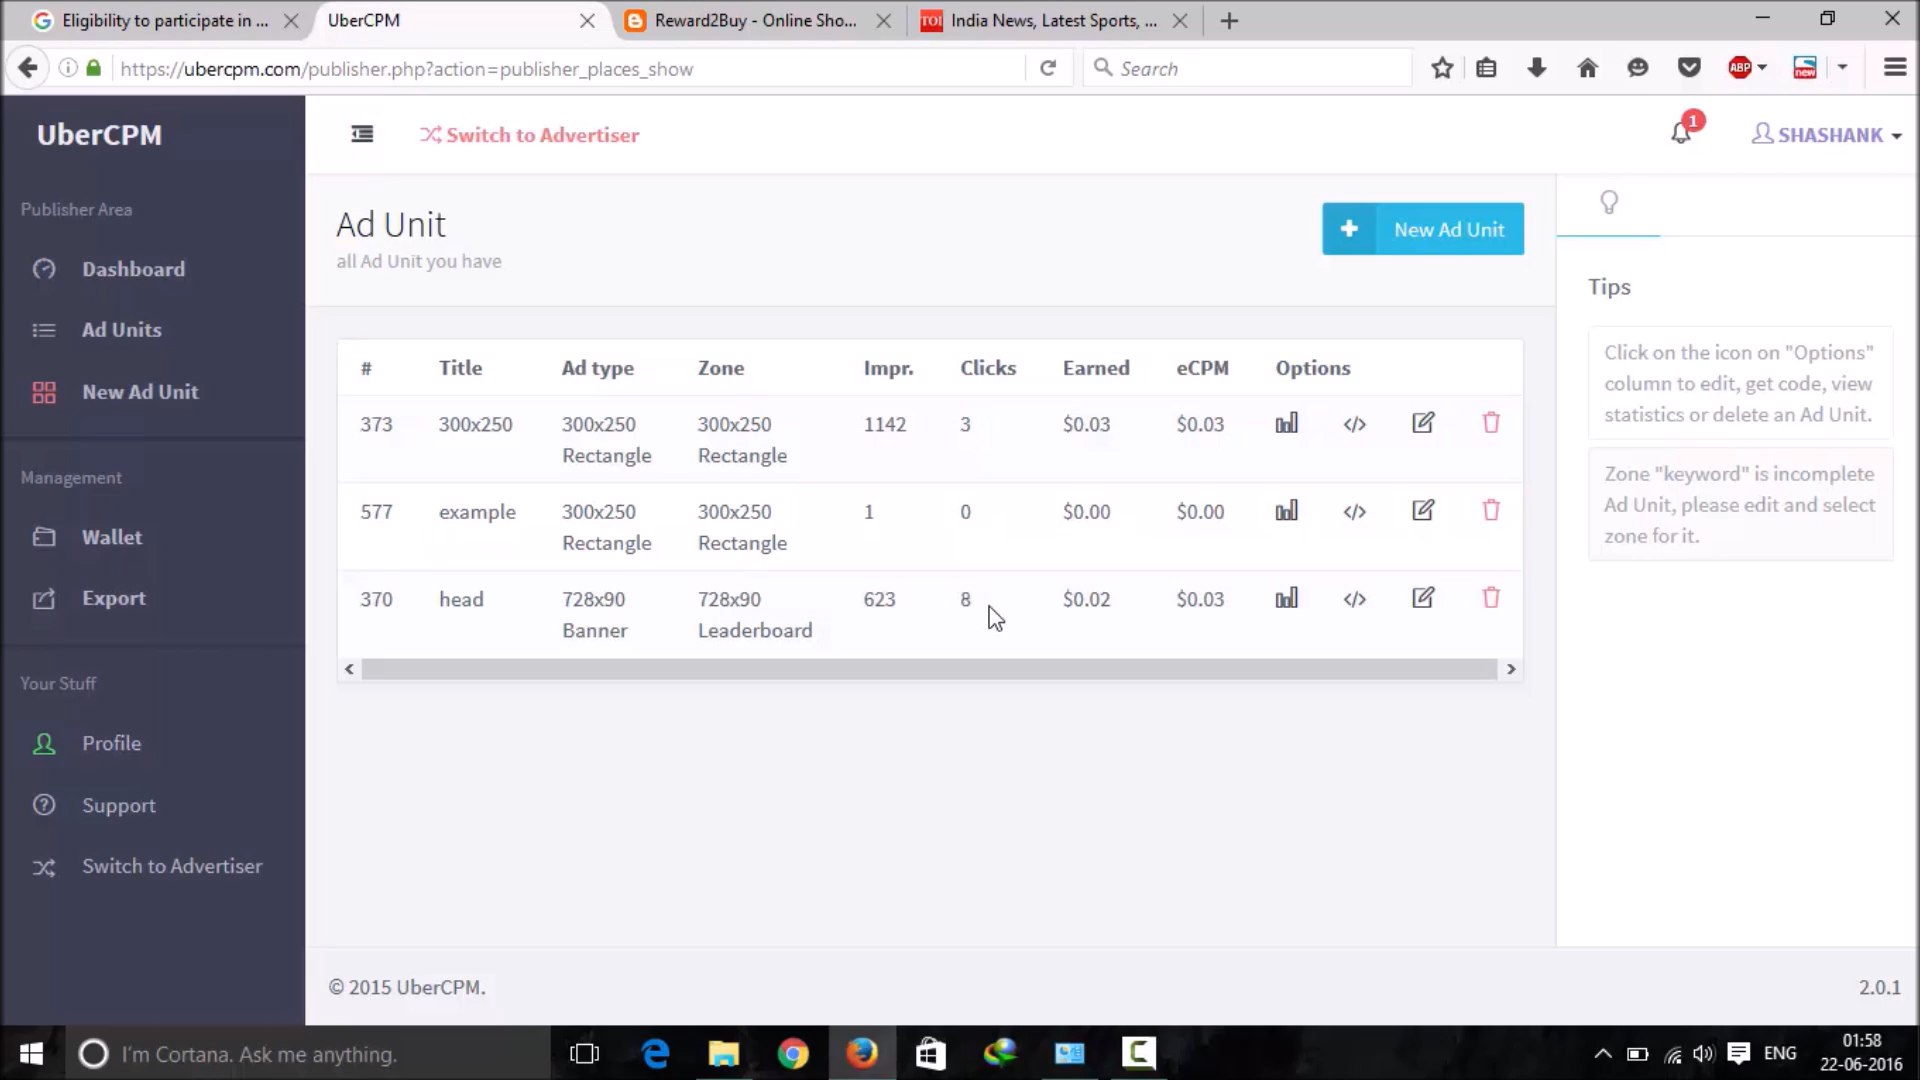 Eligibility to participate in ...
UberCPM
Reward2Buy - Online Sho...
TOI
India News, Latest Sports, ...
https://ubercpm.com/publisher.php?action=publisher_places_show
Search
ABP
new
UberCPM
Switch to Advertiser
1
SHASHANK
Publisher Area
Dashboard
Ad Units
New Ad Unit
Management
Wallet
Export
Your Stuff
Profile
Support
Switch to Advertiser
Ad Unit
all Ad Unit you have
New Ad Unit
# Title Ad type Zone Impr. Clicks Earned eCPM Options
373 300x250 300x250 300x250 1142 3 $0.03 $0.03
Rectangle Rectangle
577 example 300x250 300x250 1 0 $0.00 $0.00
Rectangle Rectangle
370 head 728x90 728x90 623 8 $0.02 $0.03
Banner Leaderboard
Tips
Click on the icon on "Options"
column to edit, get code, view
statistics or delete an Ad Unit.
Zone "keyword" is incomplete
Ad Unit, please edit and select
zone for it.
© 2015 UberCPM.
2.0.1
I'm Cortana. Ask me anything.
ENG
01:58
22-06-2016